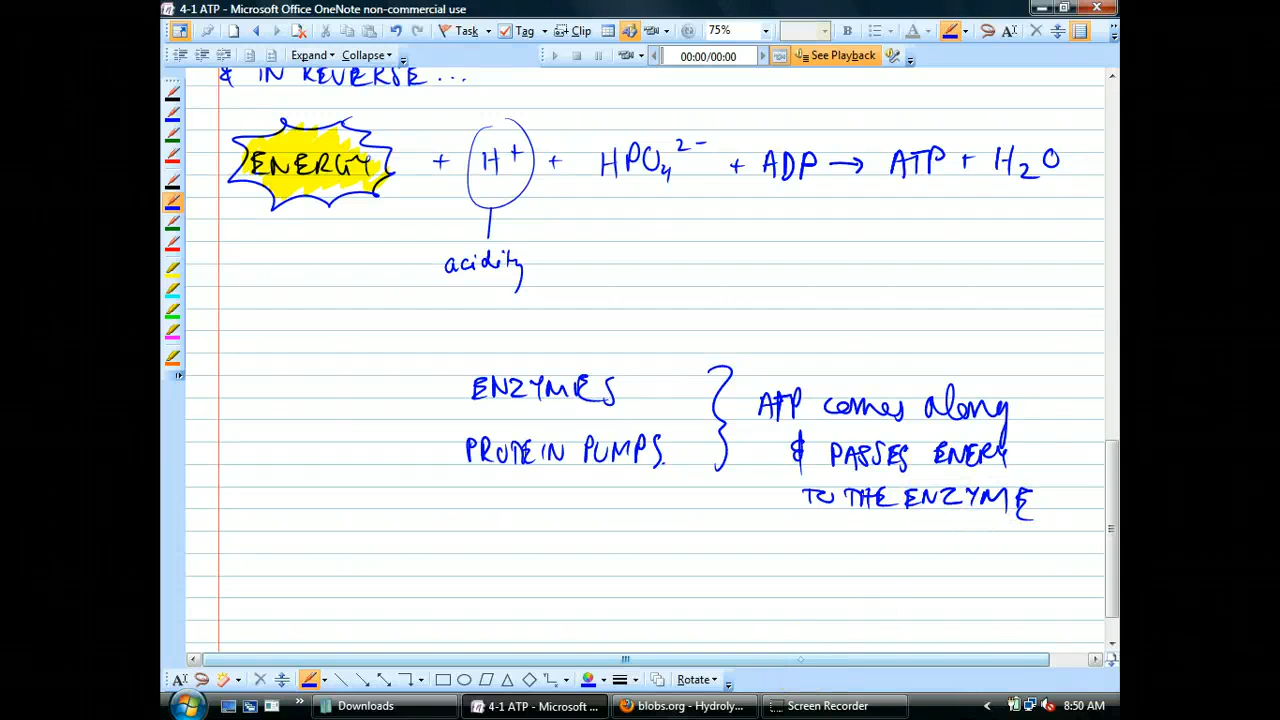 4-1 ATP - Microsoft Office OneNote non-commercial use
Task Tag Clip 75% B
Expand Collapse 00:00/00:00 See Playback
& IN REVERSE...
ENERGY + H+ + HPO4 2- + ADP → ATP + H2O
acidity
ENZYMES
PROTEIN PUMPS.
ATP comes along
& PASSES ENERY
TO THE ENZYME
Rotate
Downloads 4-1 ATP - Microsoft ... blobs.org - Hydroly... Screen Recorder 8:50 AM